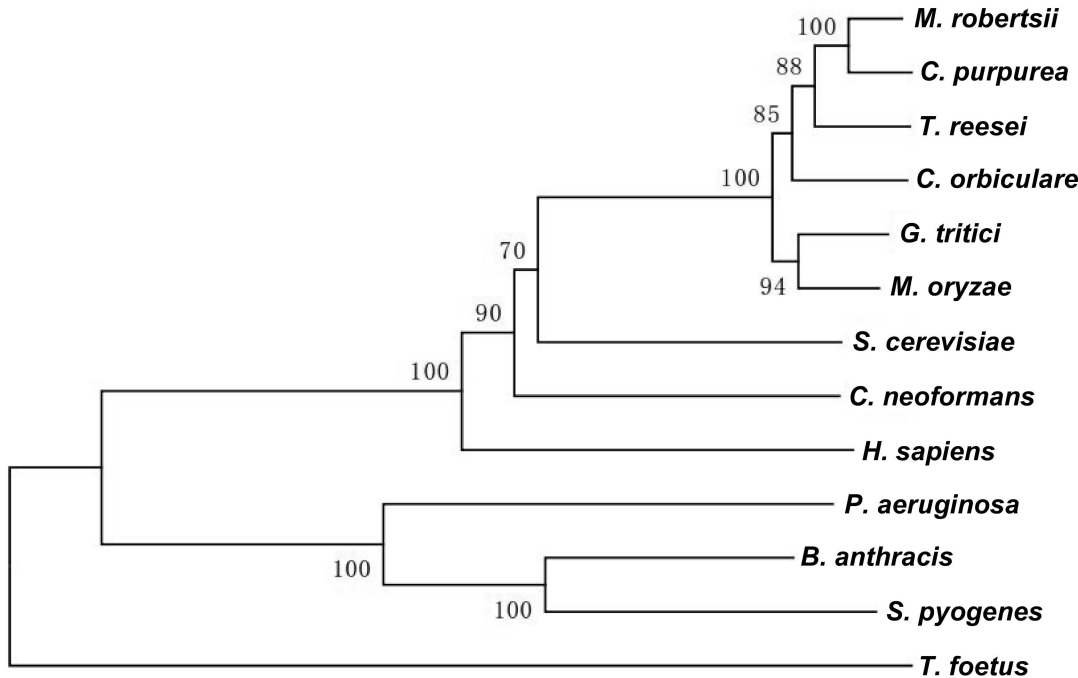 100
M. robertsii
88
C. purpurea
85
T. reesei
100
C. orbiculare
70
G. tritici
94
M. oryzae
90
S. cerevisiae
100
C. neoformans
H. sapiens
P. aeruginosa
100
B. anthracis
100
S. pyogenes
T. foetus